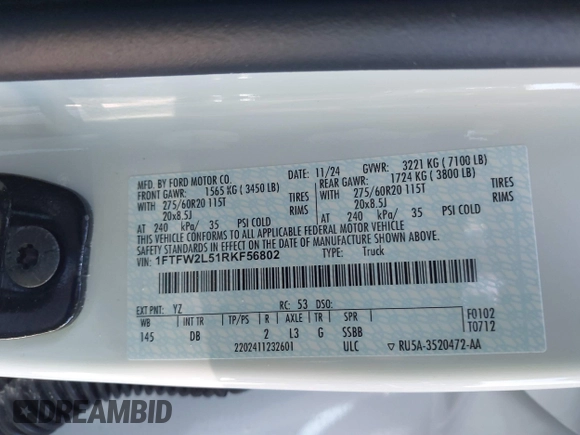 MFD. BY FORD MOTOR CO. DATE: 11/24 GVWR: 3221 KG ( 7100 LB)
FRONT GAWR: 1565 KG ( 3450 LB) REAR GAWR: 1724 KG ( 3800 LB)
WITH 275/60R20 115T TIRES WITH 275/60R20 115T TIRES
20x8.5J RIMS 20x8.5J RIMS
AT 240 kPa/ 35 PSI COLD AT 240 kPa/ 35 PSI COLD
THIS VEHICLE CONFORMS TO ALL APPLICABLE FEDERAL MOTOR VEHICLE
SAFETY, BUMPER, AND THEFT PREVENTION STANDARDS IN EFFECT ON THE DATE OF MANUFACTURE SHOWN ABOVE
VIN: 1FTFW2L51RKF56802 TYPE: Truck
EXT PNT: YZ RC: 53 DSO: F0102
WB INT TR TP/PS R AXLE TR SPR T0712
145 DB 2 L3 G SSBB
2202411232601 ULC ▽ RU5A-3520472-AA
DREAMBID